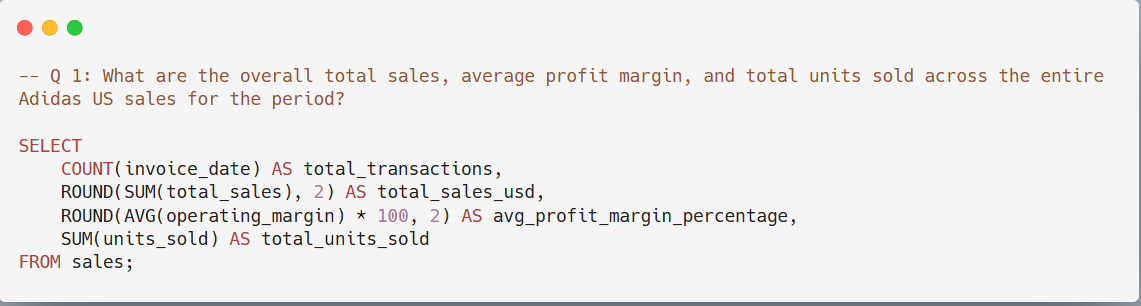 -- Q 1: What are the overall total sales, average profit margin, and total units sold across the entire
Adidas US sales for the period?
SELECT
COUNT(invoice_date) AS total_transactions,
ROUND(SUM(total_sales), 2) AS total_sales_usd,
ROUND(AVG(operating_margin) * 100, 2) AS avg_profit_margin_percentage,
SUM(units_sold) AS total_units_sold
FROM sales;